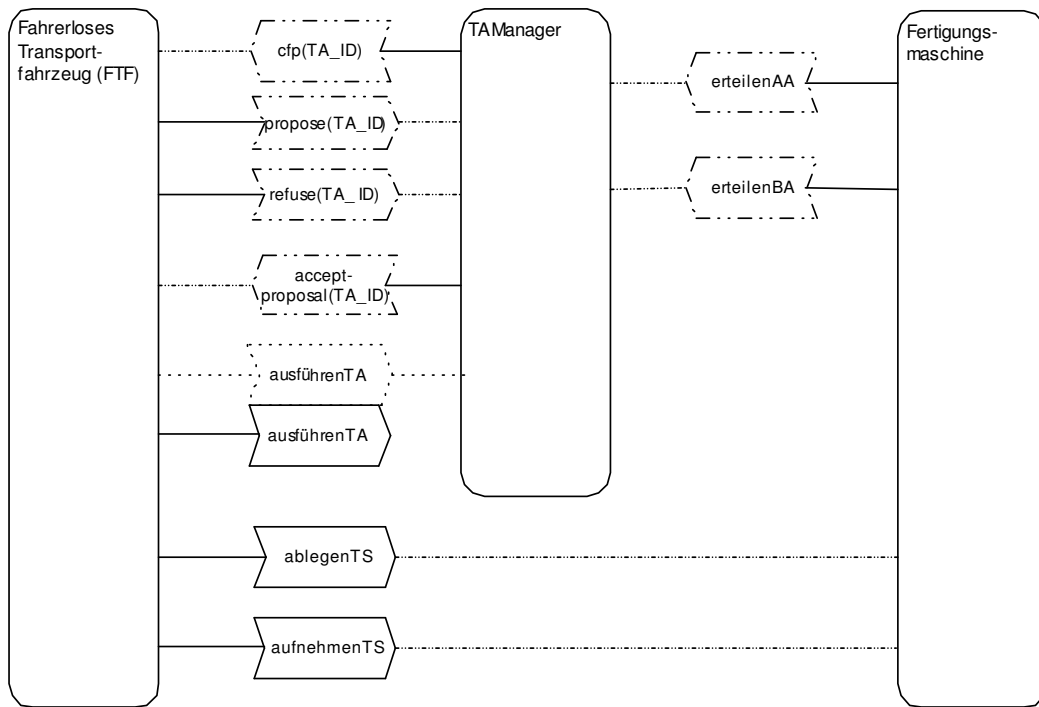 Fahrerloses
Transport-
fahrzeug (FTF)
TAManager
Fertigungs-
maschine
cfp(TA_ID)
erteilenAA
propose(TA_ID)
refuse(TA_ID)
erteilenBA
accept-
proposal(TA_ID)
ausführenTA
ausführenTA
ablegenTS
aufnehmenTS